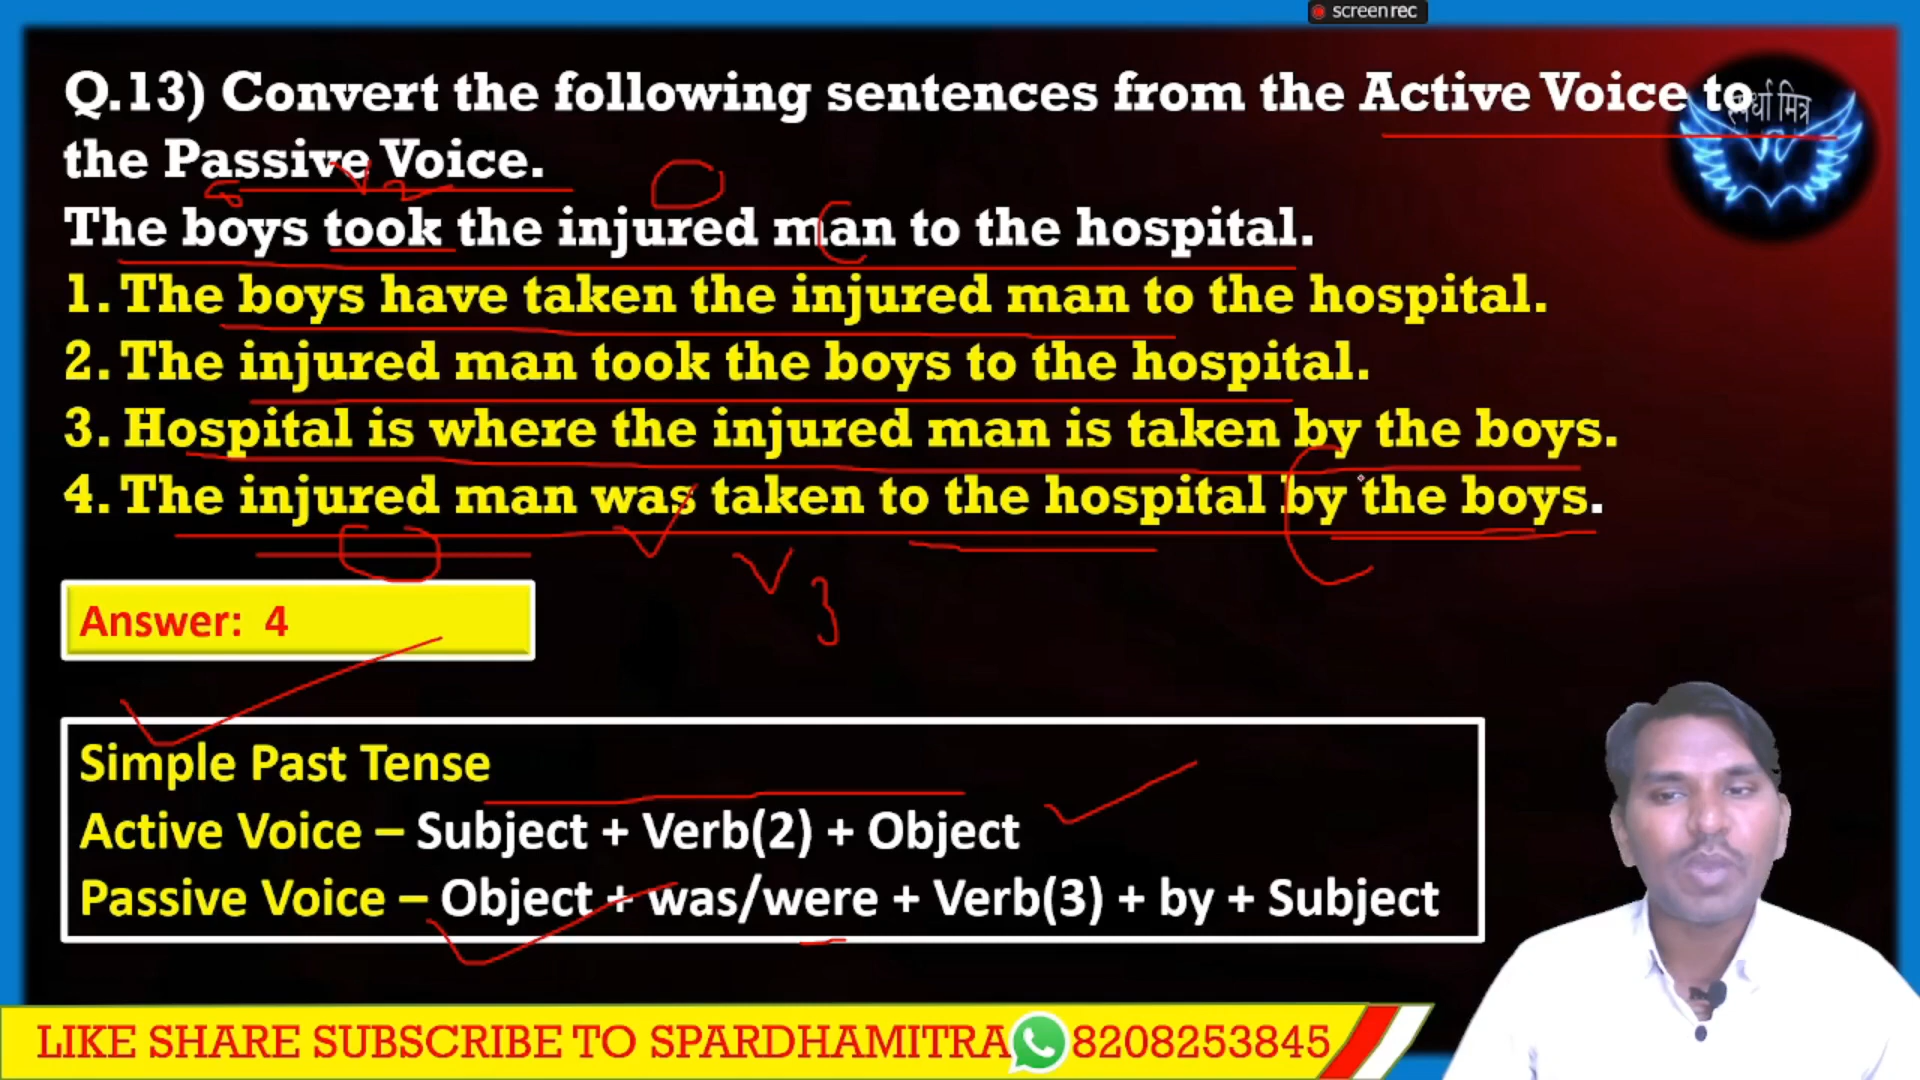 screenrec
Q.13) Convert the following sentences from the Active Voice to
स्पर्धा मित्र
the Passive Voice.
S V2 O
The boys took the injured man to the hospital.
1. The boys have taken the injured man to the hospital.
2. The injured man took the boys to the hospital.
3. Hospital is where the injured man is taken by the boys.
4. The injured man was taken to the hospital by the boys.
V3
Answer: 4
Simple Past Tense
Active Voice – Subject + Verb(2) + Object
Passive Voice – Object + was/were + Verb(3) + by + Subject
LIKE SHARE SUBSCRIBE TO SPARDHAMITRA 8208253845